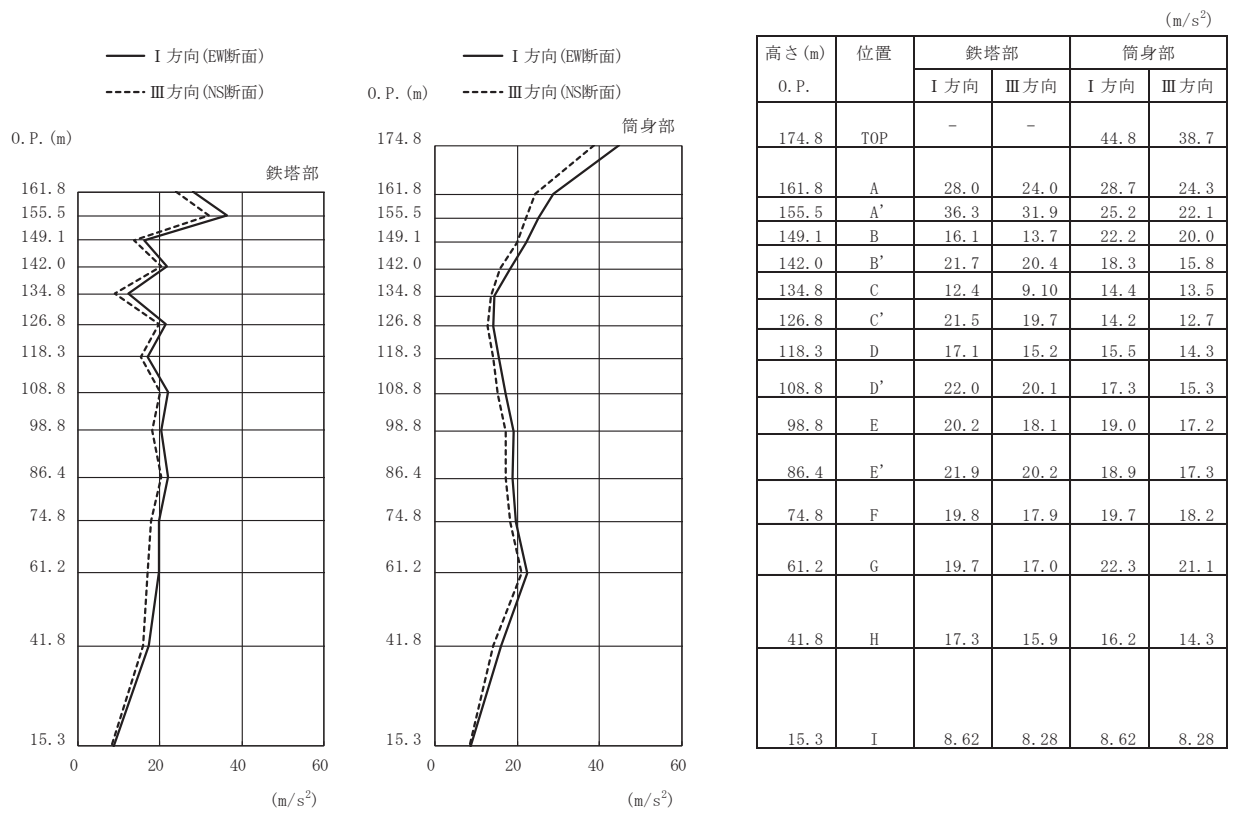 Ⅰ方向(EW断面)
Ⅲ方向(NS断面)
O.P.(m)
鉄塔部
161.8
155.5
149.1
142.0
134.8
126.8
118.3
108.8
98.8
86.4
74.8
61.2
41.8
15.3
0 20 40 60
(m/s²)
Ⅰ方向(EW断面)
Ⅲ方向(NS断面)
O.P.(m)
筒身部
174.8
161.8
155.5
149.1
142.0
134.8
126.8
118.3
108.8
98.8
86.4
74.8
61.2
41.8
15.3
0 20 40 60
(m/s²)
(m/s²)
高さ(m) 位置 鉄塔部 筒身部
O.P. Ⅰ方向 Ⅲ方向 Ⅰ方向 Ⅲ方向
174.8 TOP － － 44.8 38.7
161.8 A 28.0 24.0 28.7 24.3
155.5 A' 36.3 31.9 25.2 22.1
149.1 B 16.1 13.7 22.2 20.0
142.0 B' 21.7 20.4 18.3 15.8
134.8 C 12.4 9.10 14.4 13.5
126.8 C' 21.5 19.7 14.2 12.7
118.3 D 17.1 15.2 15.5 14.3
108.8 D' 22.0 20.1 17.3 15.3
98.8 E 20.2 18.1 19.0 17.2
86.4 E' 21.9 20.2 18.9 17.3
74.8 F 19.8 17.9 19.7 18.2
61.2 G 19.7 17.0 22.3 21.1
41.8 H 17.3 15.9 16.2 14.3
15.3 I 8.62 8.28 8.62 8.28